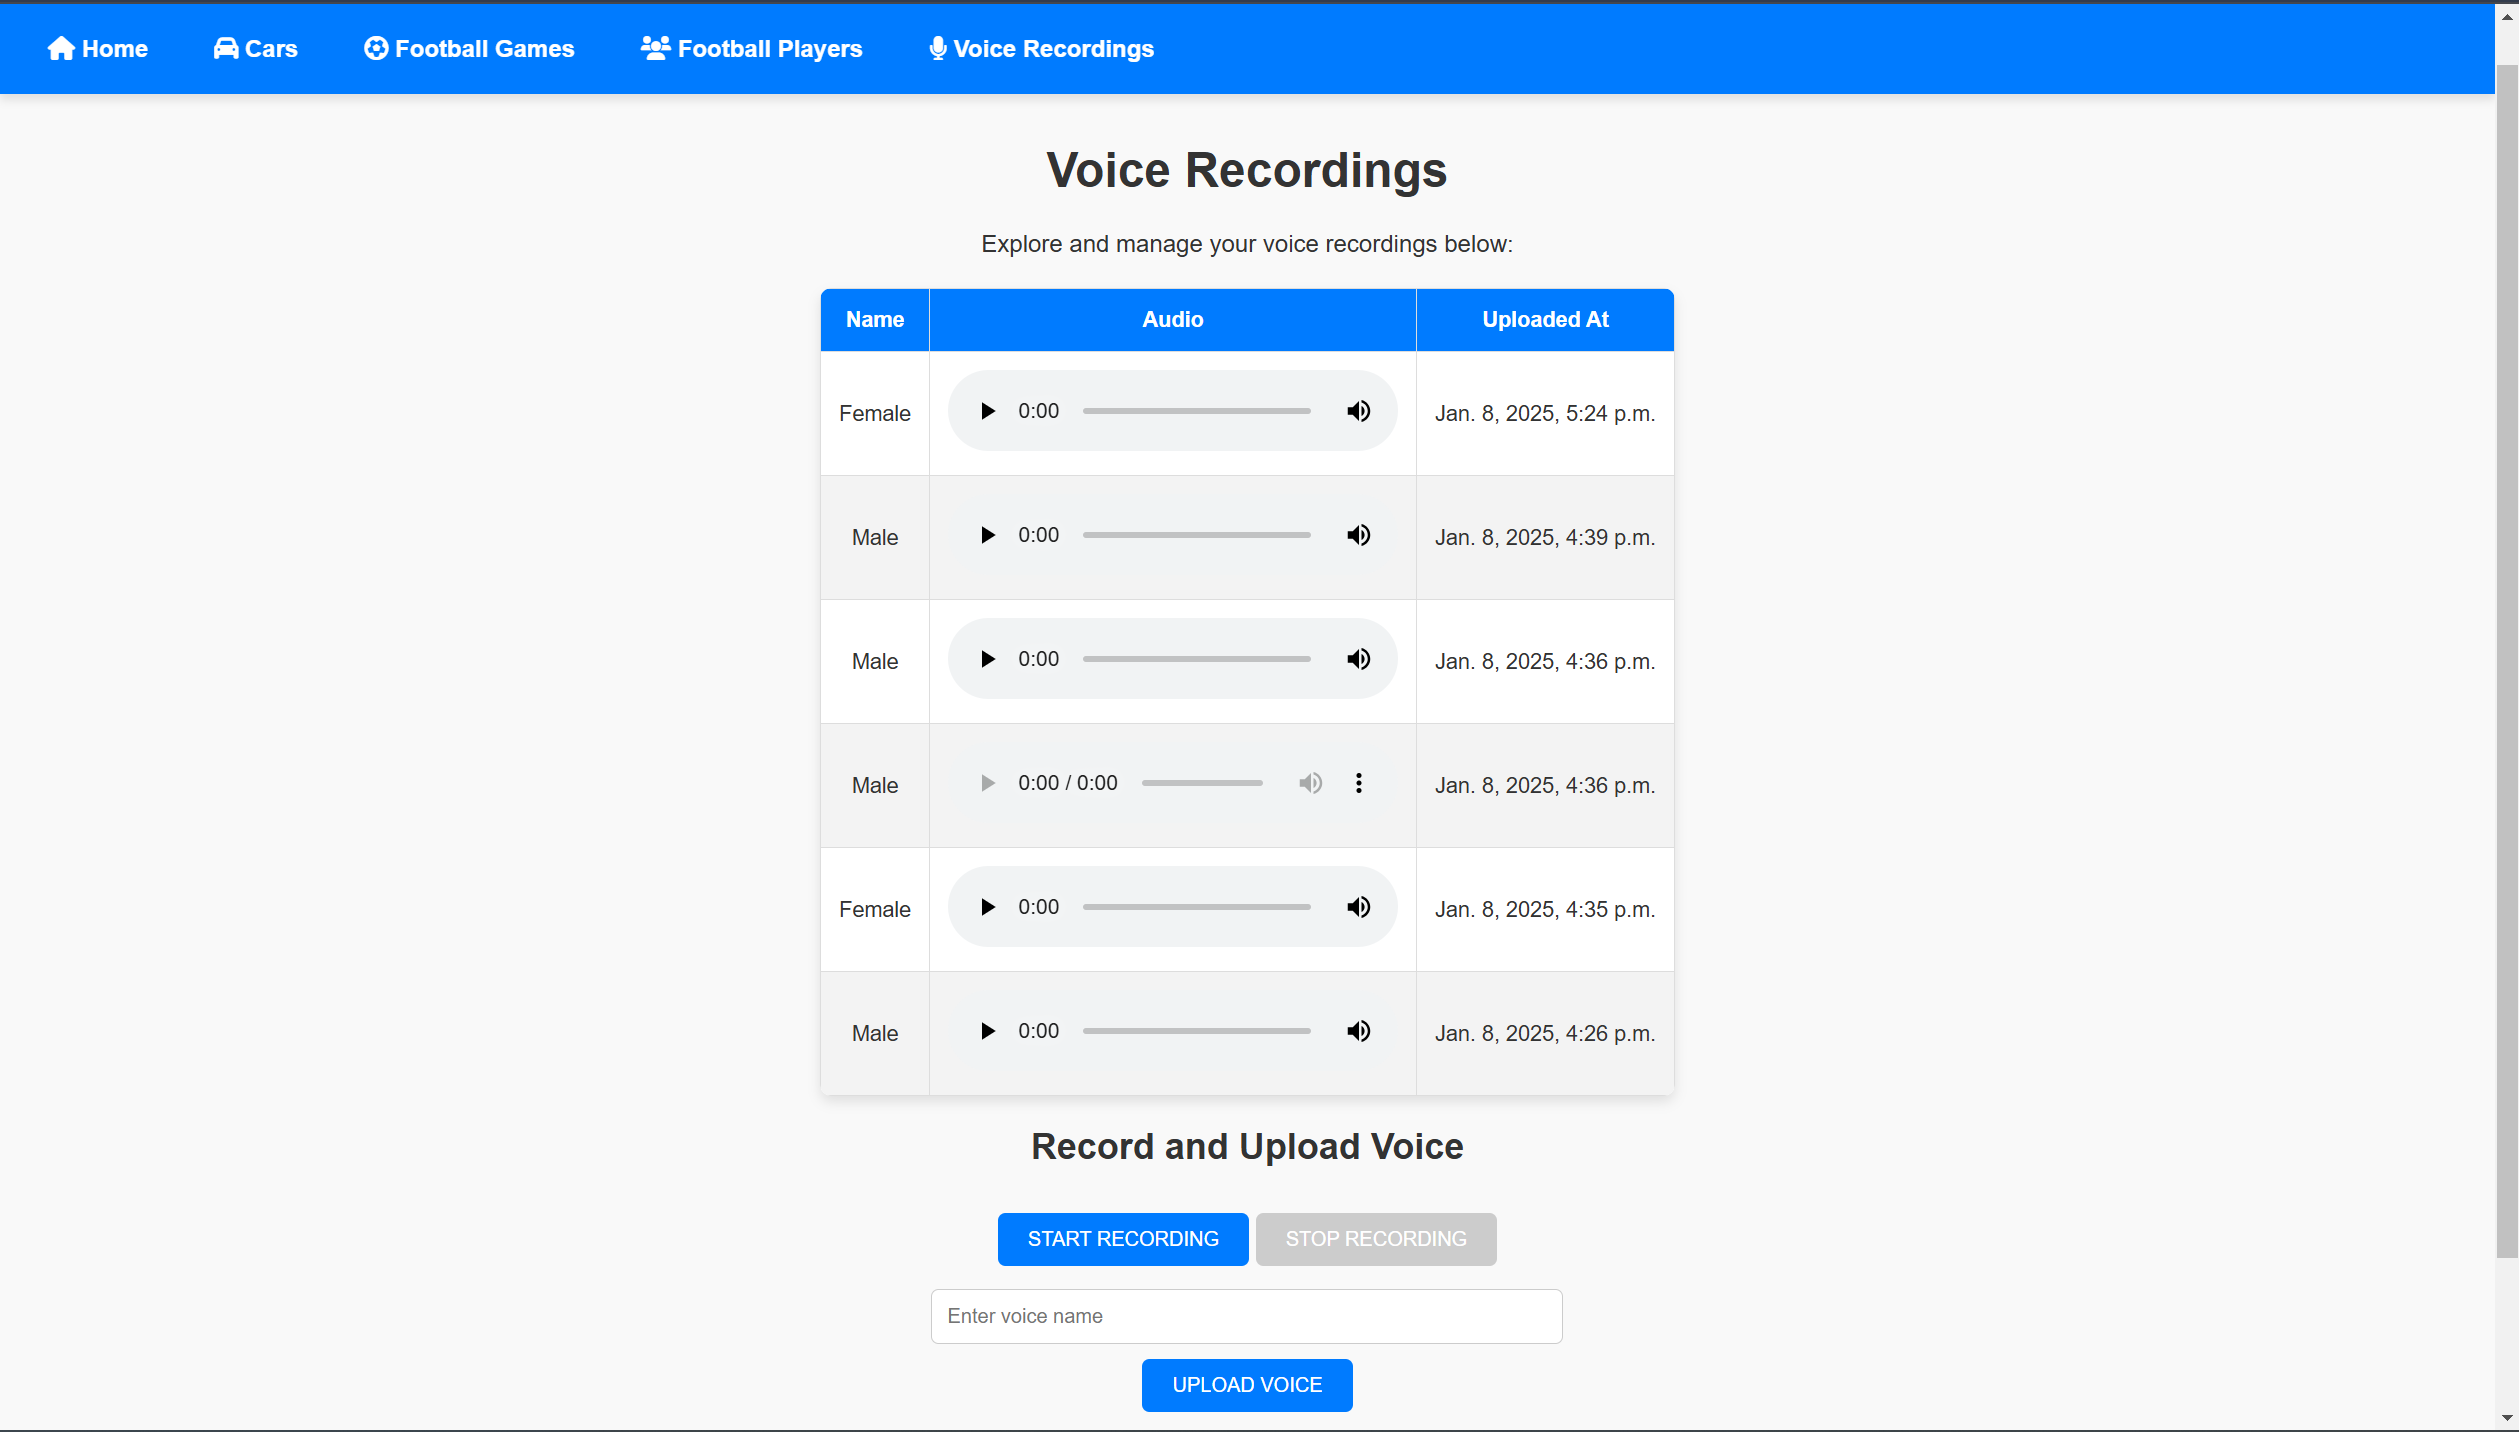 Home Cars Football Games Football Players Voice Recordings
Voice Recordings
Explore and manage your voice recordings below:
Name Audio Uploaded At
Female 0:00 Jan. 8, 2025, 5:24 p.m.
Male 0:00 Jan. 8, 2025, 4:39 p.m.
Male 0:00 Jan. 8, 2025, 4:36 p.m.
Male 0:00 / 0:00 Jan. 8, 2025, 4:36 p.m.
Female 0:00 Jan. 8, 2025, 4:35 p.m.
Male 0:00 Jan. 8, 2025, 4:26 p.m.
Record and Upload Voice
START RECORDING STOP RECORDING
Enter voice name
UPLOAD VOICE